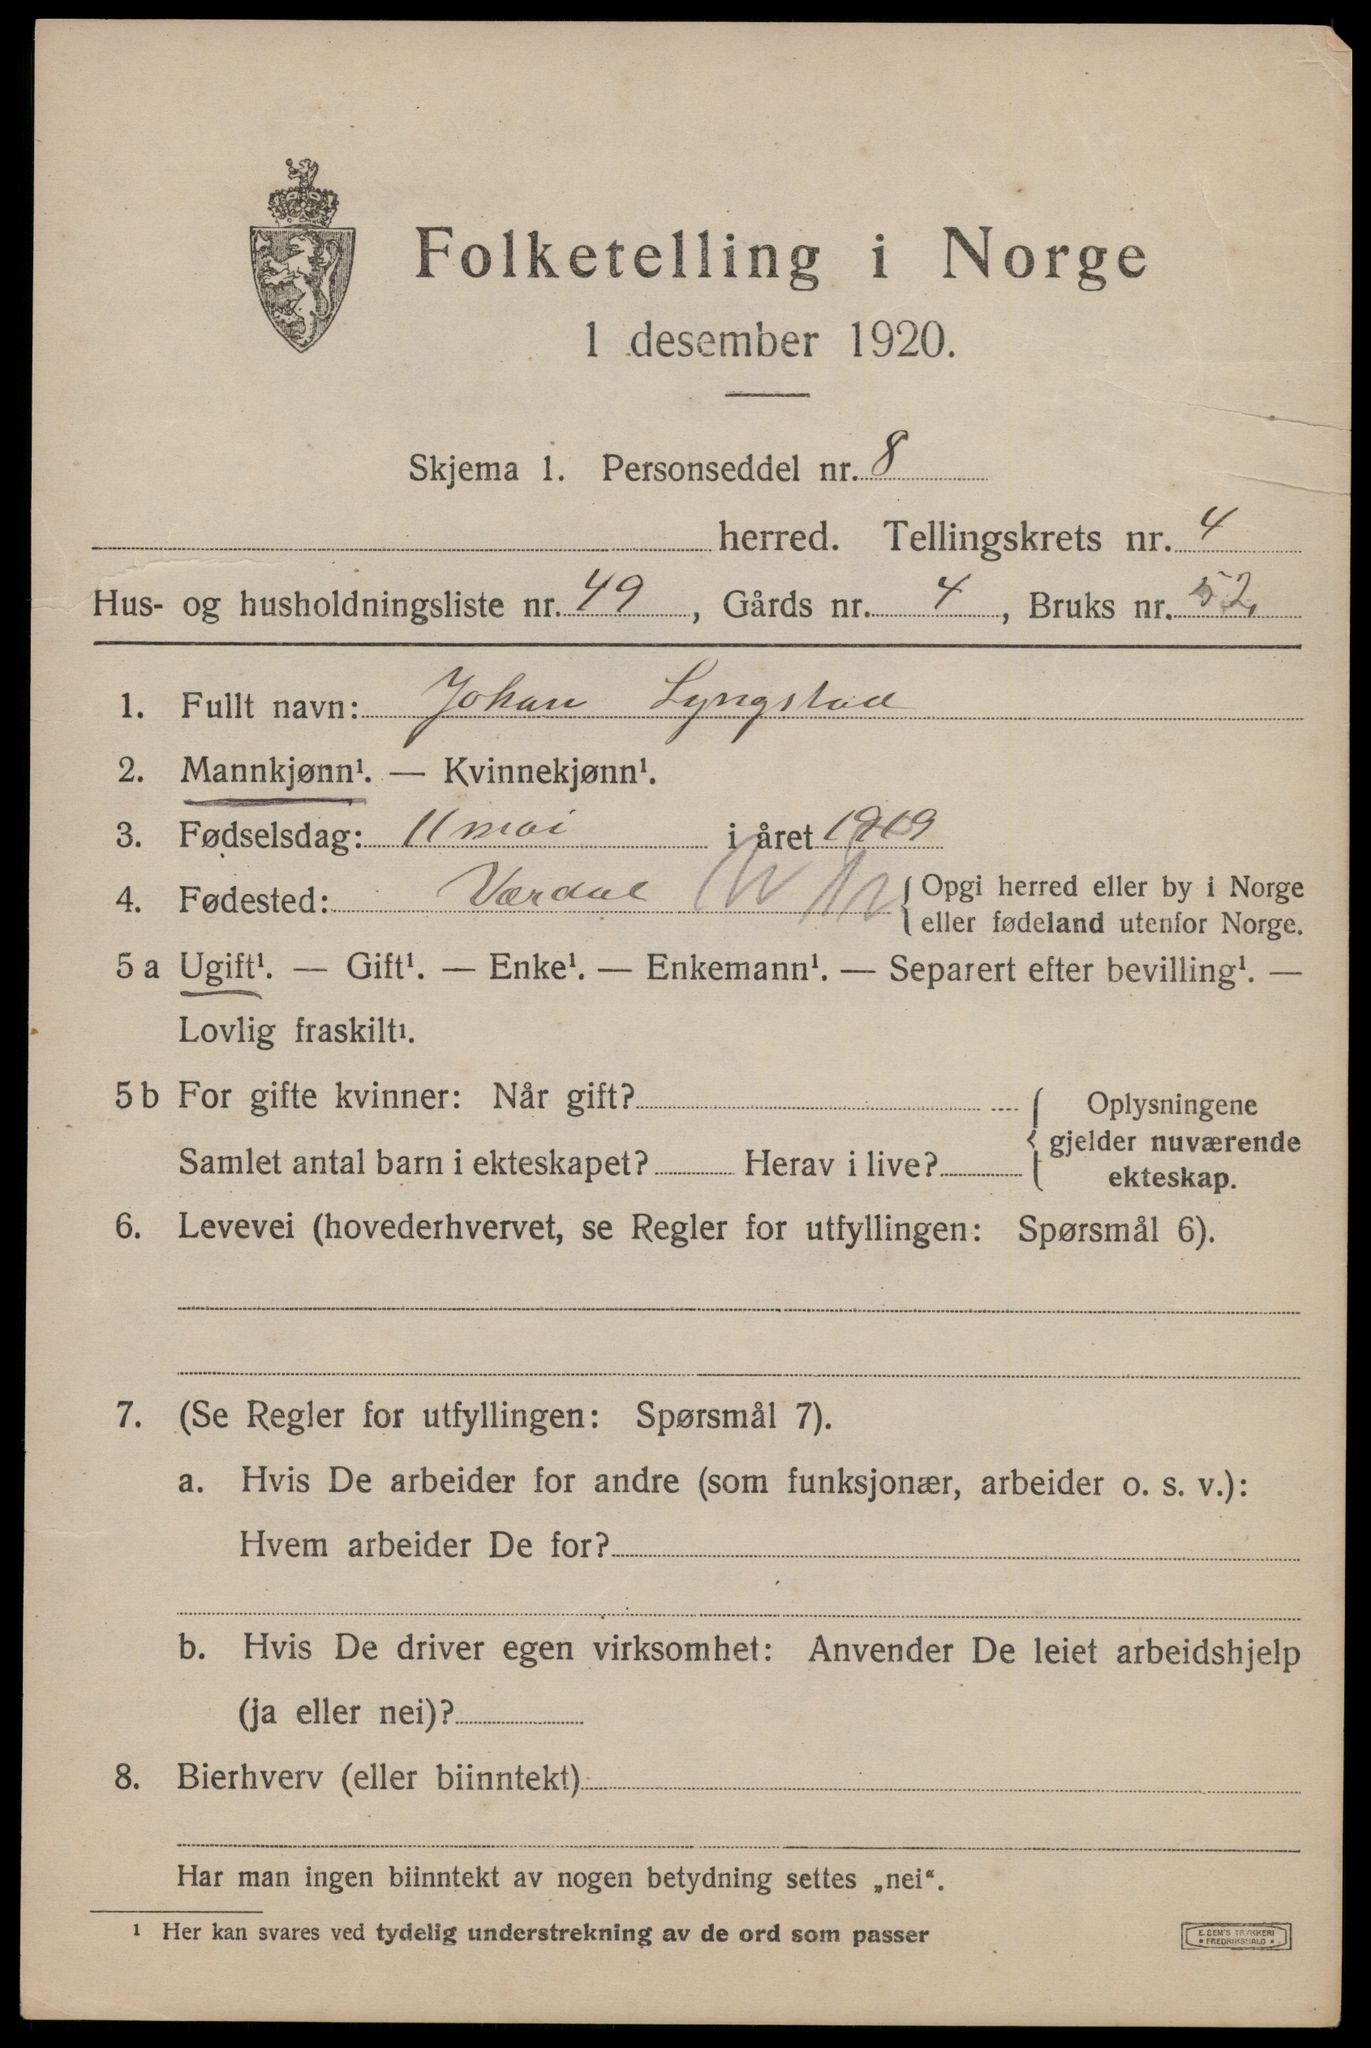 Folketelling i Norge
1 desember 1920.
Skjema 1. Personseddel nr. 8
herred. Tellingskrets nr. 4
Hus- og husholdningsliste nr. 49, Gårds nr. 4, Bruks nr. 52,
1. Fullt navn: Johan Lyngstad
2. Mannkjønn¹. — Kvinnekjønn¹.
3. Fødselsdag: 11 mai i året 1919
4. Fødested: Værdal { Opgi herred eller by i Norge
eller fødeland utenfor Norge.
5 a Ugift¹. — Gift¹. — Enke¹. — Enkemann¹. — Separert efter bevilling¹. —
Lovlig fraskilt¹.
5 b For gifte kvinner: Når gift? { Oplysningene
gjelder nuværende
Samlet antal barn i ekteskapet? Herav i live?
ekteskap.
6. Levevei (hovederhvervet, se Regler for utfyllingen: Spørsmål 6).
7. (Se Regler for utfyllingen: Spørsmål 7).
a. Hvis De arbeider for andre (som funksjonær, arbeider o. s. v.):
Hvem arbeider De for?
b. Hvis De driver egen virksomhet: Anvender De leiet arbeidshjelp
(ja eller nei)?
8. Bierhverv (eller biinntekt)
Har man ingen biinntekt av nogen betydning settes „nei“.
¹ Her kan svares ved tydelig understrekning av de ord som passer
E. SEM'S TRYKKERI
FREDRIKSHALD